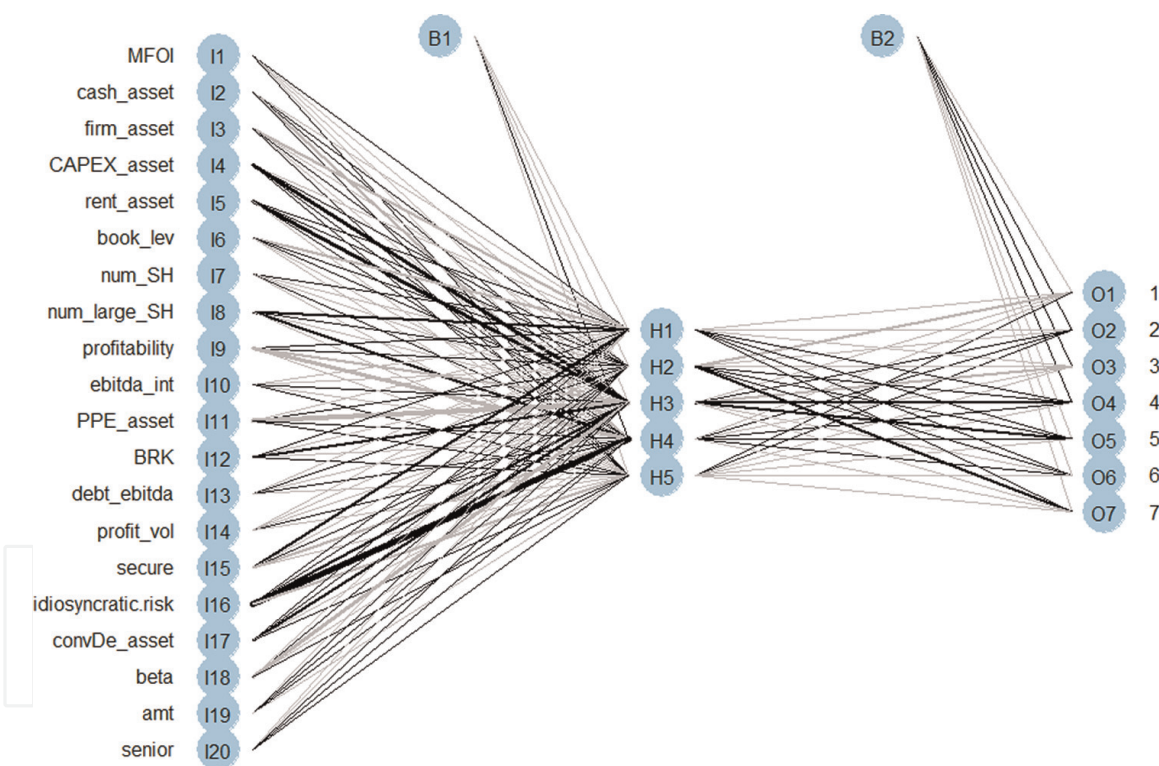 B1 B2
MFOI I1
cash_asset I2
firm_asset I3
CAPEX_asset I4
rent_asset I5
book_lev I6
num_SH I7
O1 1
num_large_SH I8
H1 O2 2
profitability I9
H2 O3 3
ebitda_int I10
H3 O4 4
PPE_asset I11
H4 O5 5
BRK I12
H5 O6 6
debt_ebitda I13
O7 7
profit_vol I14
secure I15
idiosyncratic.risk I16
convDe_asset I17
beta I18
amt I19
senior I20